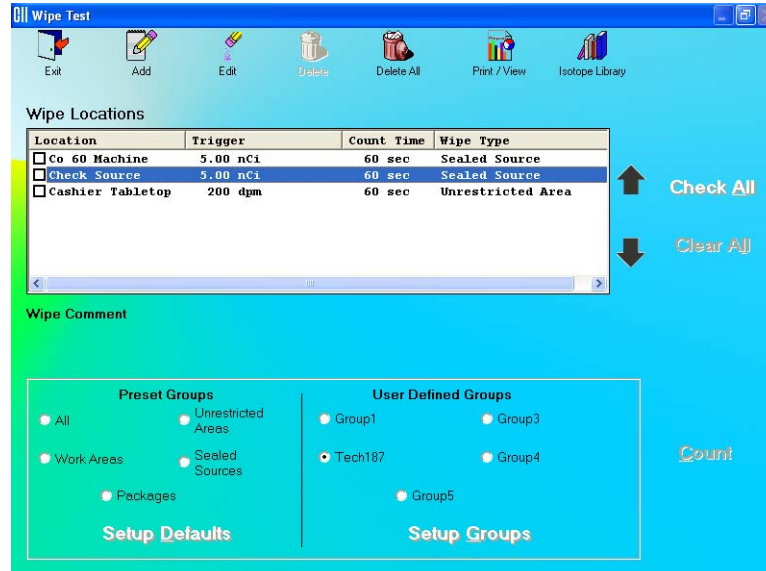 Wipe Test
Exit Add Edit Delete Delete All Print / View Isotope Library
Wipe Locations
Location Trigger Count Time Wipe Type
Co 60 Machine 5.00 nCi 60 sec Sealed Source
Check Source 5.00 nCi 60 sec Sealed Source
Cashier Tabletop 200 dpm 60 sec Unrestricted Area
Check All
Clear All
Wipe Comment
Preset Groups
All
Unrestricted
Areas
Work Areas
Sealed
Sources
Packages
Setup Defaults
User Defined Groups
Group1
Group3
Tech187
Group4
Group5
Setup Groups
Count